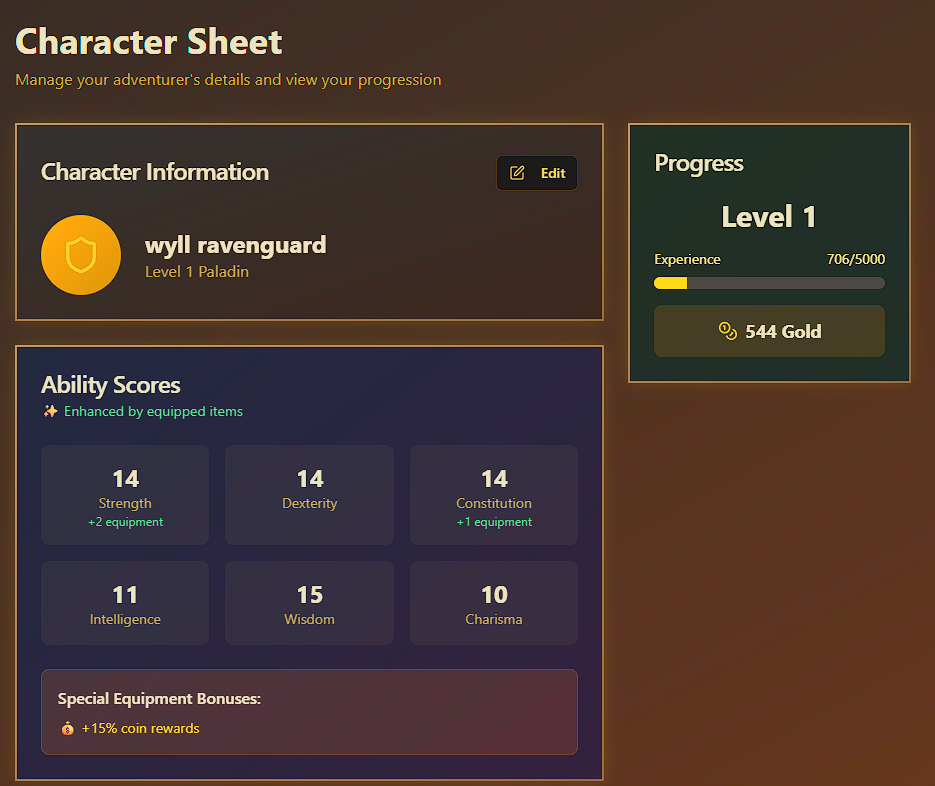 Character Sheet
Manage your adventurer's details and view your progression
Character Information
Edit
wyll ravenguard
Level 1 Paladin
Progress
Level 1
Experience 706/5000
544 Gold
Ability Scores
✨ Enhanced by equipped items
14 14 14
Strength Dexterity Constitution
+2 equipment +1 equipment
11 15 10
Intelligence Wisdom Charisma
Special Equipment Bonuses:
💰 +15% coin rewards